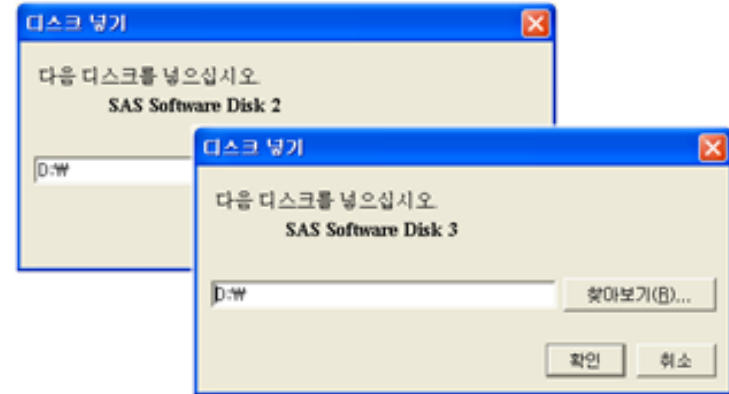 디스크 넣기
다음 디스크를 넣으십시오.
SAS Software Disk 2
D:₩
디스크 넣기
다음 디스크를 넣으십시오.
SAS Software Disk 3
D:₩
찾아보기(R)...
확인
취소